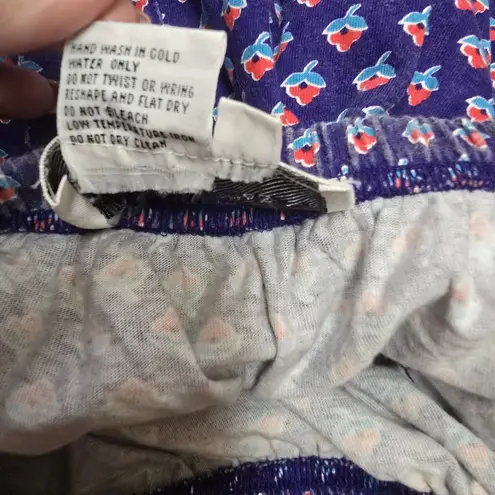 HAND WASH IN GOLD
WATER ONLY
DO NOT TWIST OR WRING
RESHAPE AND FLAT DRY
DO NOT BLEACH
LOW TEMPERATURE IRON
DO NOT DRY CLEAN